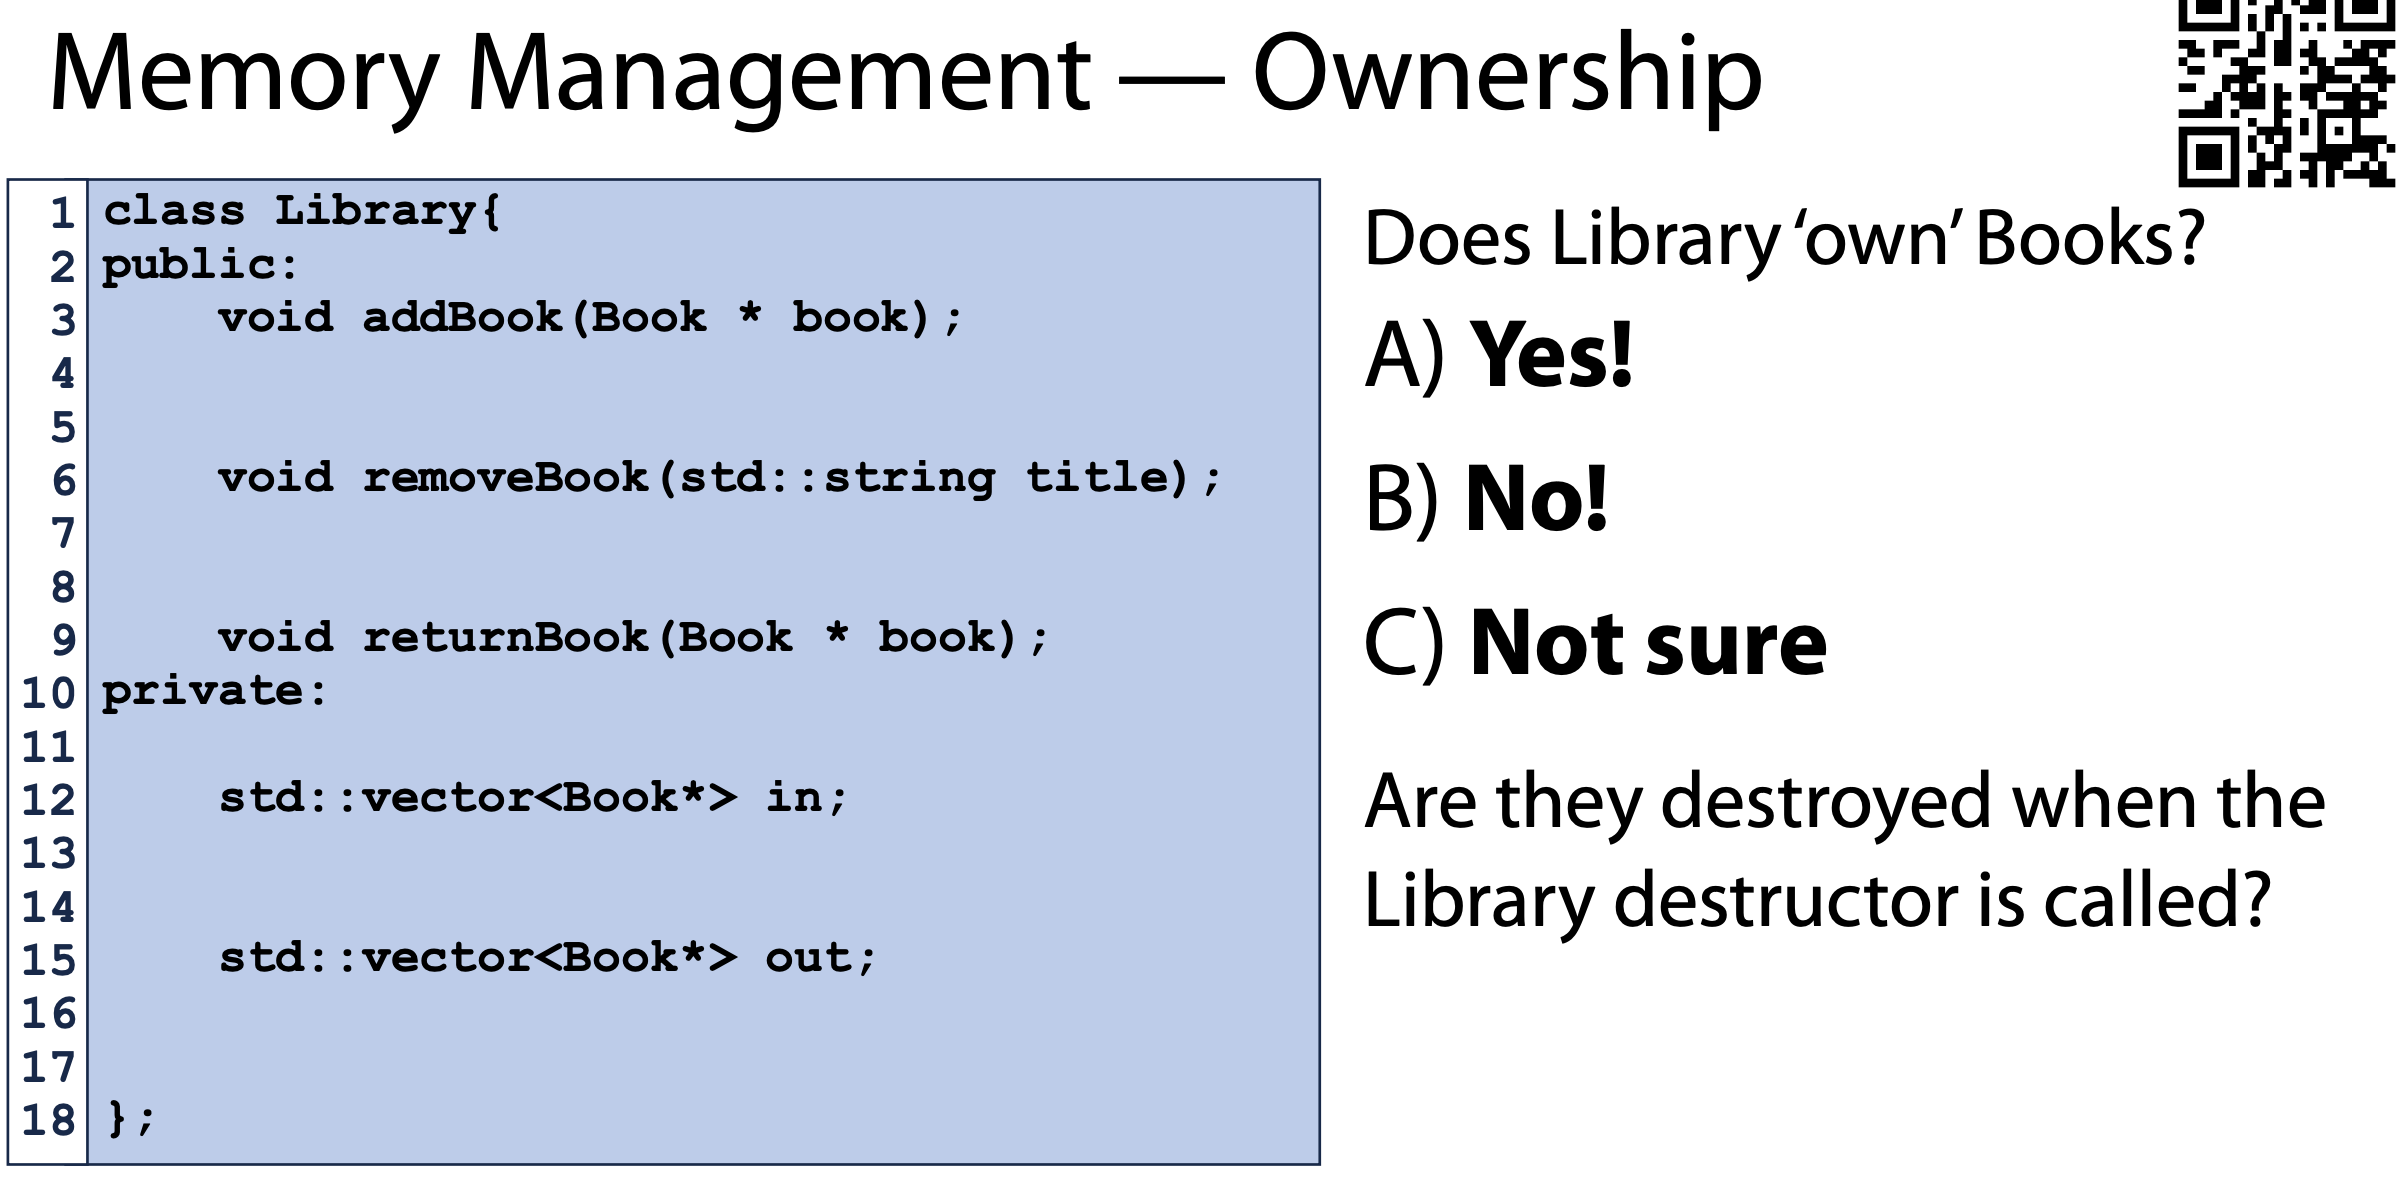 Memory Management — Ownership
1 class Library{
2 public:
3     void addBook(Book * book);
4
5
6     void removeBook(std::string title);
7
8
9     void returnBook(Book * book);
10 private:
11
12     std::vector<Book*> in;
13
14
15     std::vector<Book*> out;
16
17
18 };
Does Library ‘own’ Books?
A) Yes!
B) No!
C) Not sure
Are they destroyed when the
Library destructor is called?